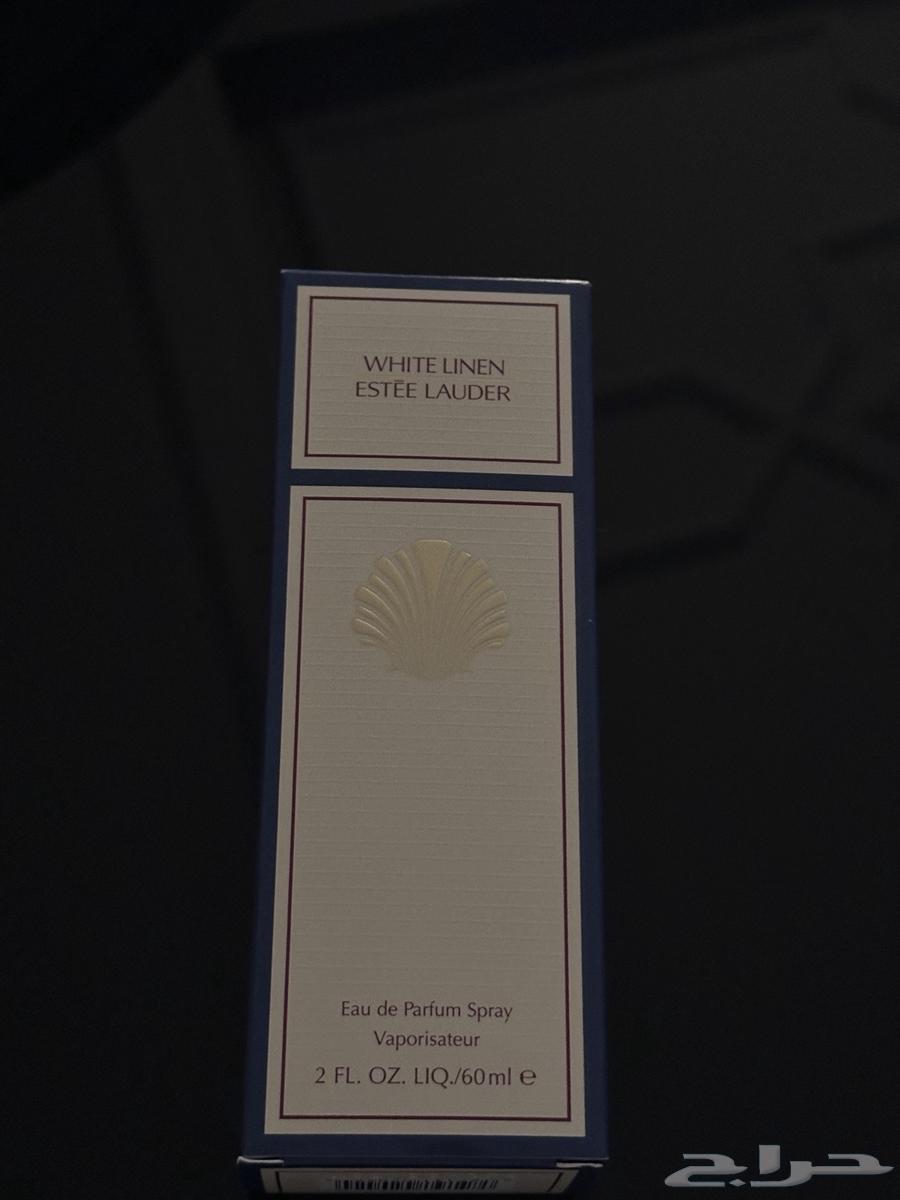 WHITE LINEN
ESTĒE LAUDER
Eau de Parfum Spray
Vaporisateur
2 FL. OZ. LIQ./60ml ℮
حراج